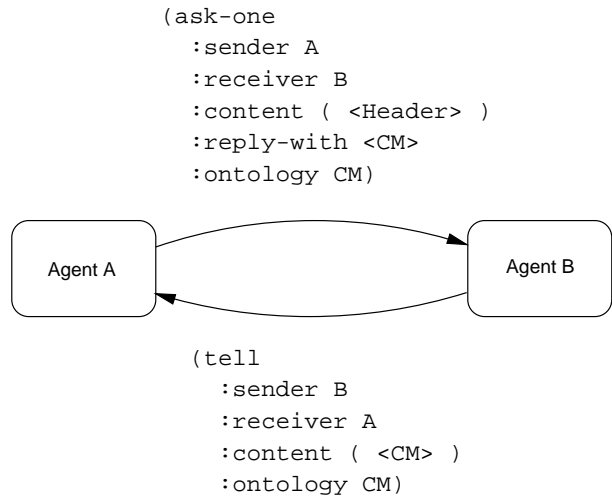 (ask-one
:sender A
:receiver B
:content ( <Header> )
:reply-with <CM>
:ontology CM)
Agent A
Agent B
(tell
:sender B
:receiver A
:content ( <CM> )
:ontology CM)